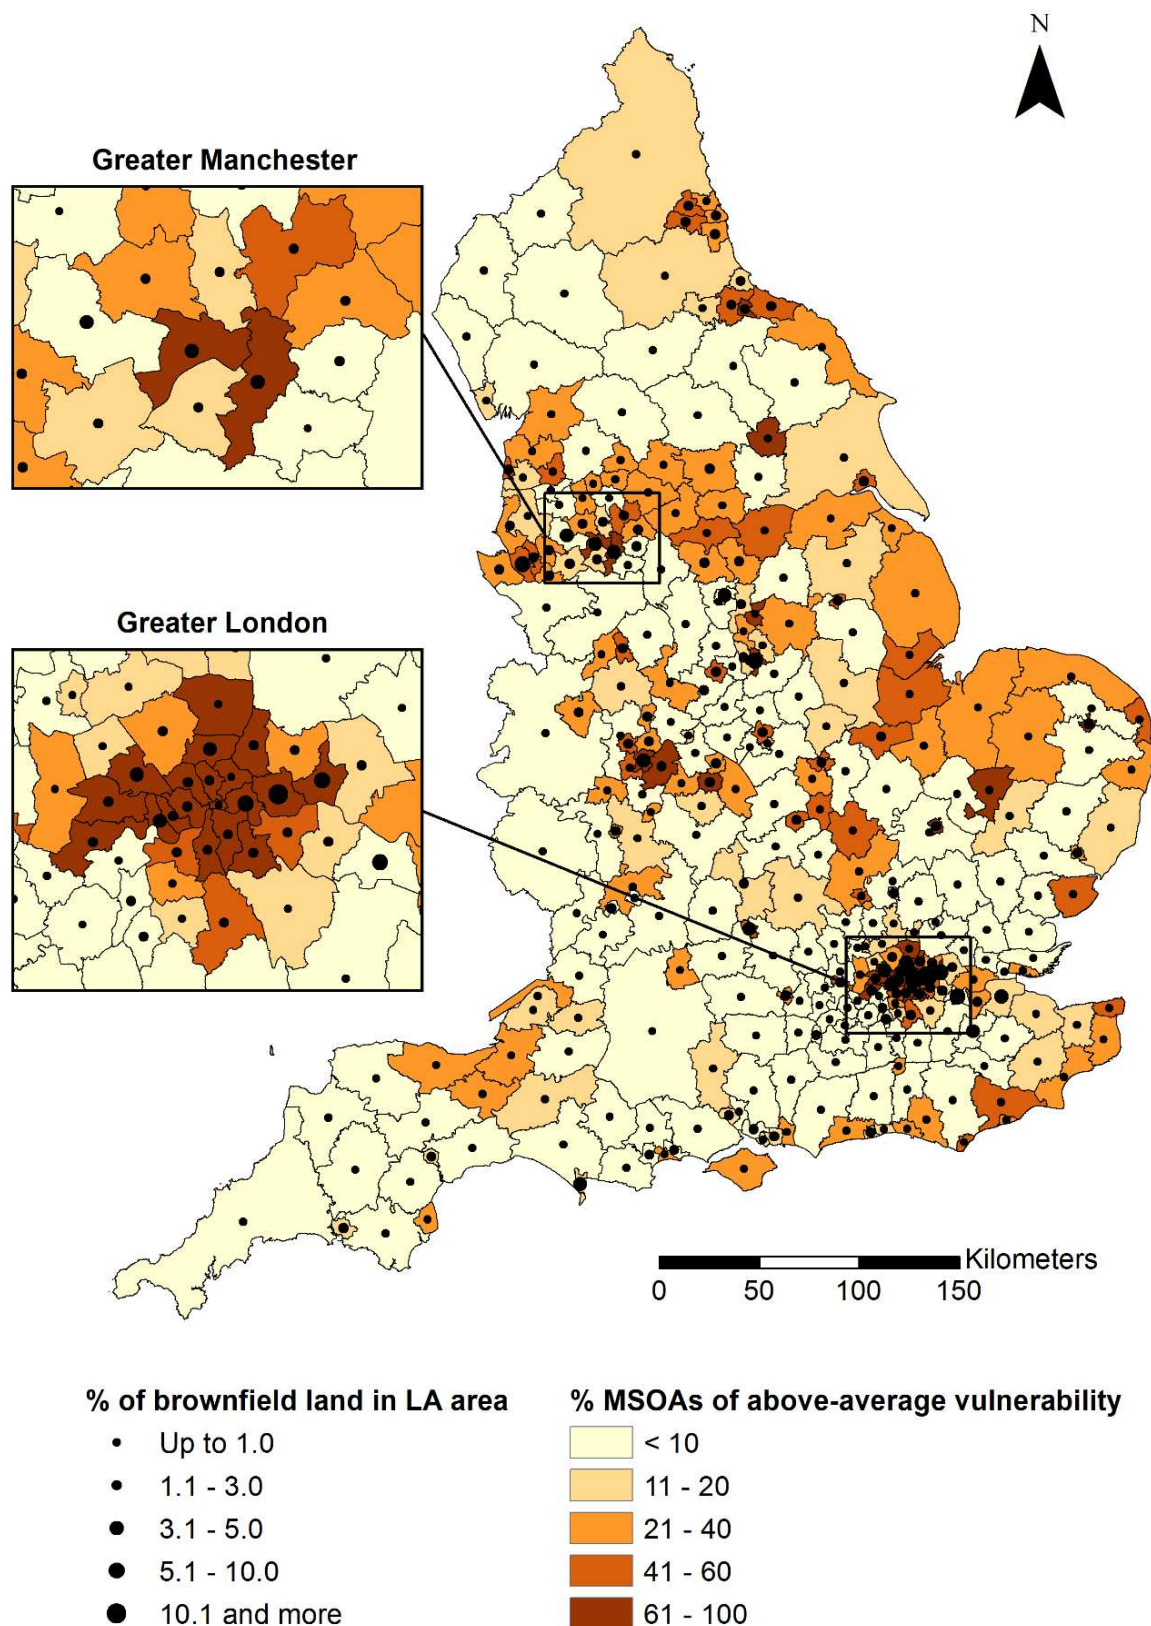 N
Greater Manchester
Greater London
Kilometers
0 50 100 150
% of brownfield land in LA area
Up to 1.0
1.1 - 3.0
3.1 - 5.0
5.1 - 10.0
10.1 and more
% MSOAs of above-average vulnerability
< 10
11 - 20
21 - 40
41 - 60
61 - 100